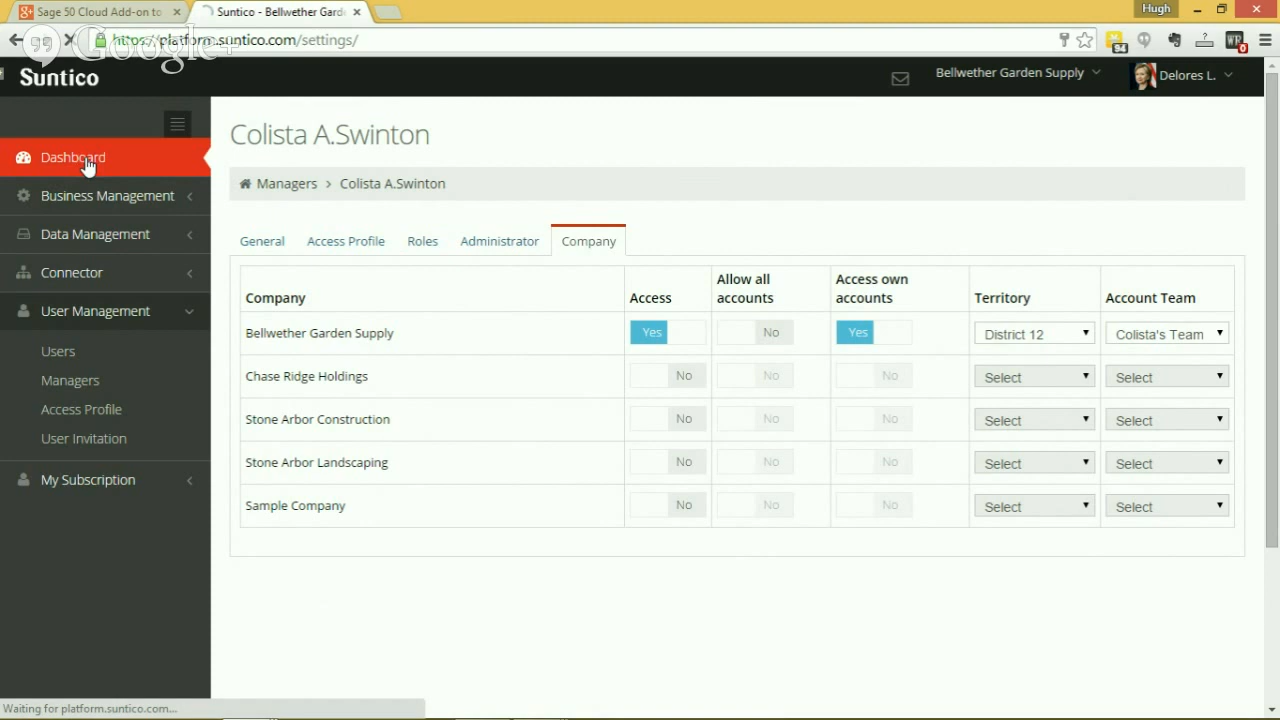 Sage 50 Cloud Add-on to
Suntico - Bellwether Gard
Hugh
https://platform.suntico.com/settings/
Google+
94
?
WR
0
Suntico
Bellwether Garden Supply
Delores L.
Dashboard
Business Management
Data Management
Connector
User Management
Users
Managers
Access Profile
User Invitation
My Subscription
Colista A.Swinton
Managers > Colista A.Swinton
General Access Profile Roles Administrator Company
Company Access Allow all accounts Access own accounts Territory Account Team
Bellwether Garden Supply Yes No Yes District 12 Colista's Team
Chase Ridge Holdings No No No Select Select
Stone Arbor Construction No No No Select Select
Stone Arbor Landscaping No No No Select Select
Sample Company No No No Select Select
Waiting for platform.suntico.com...